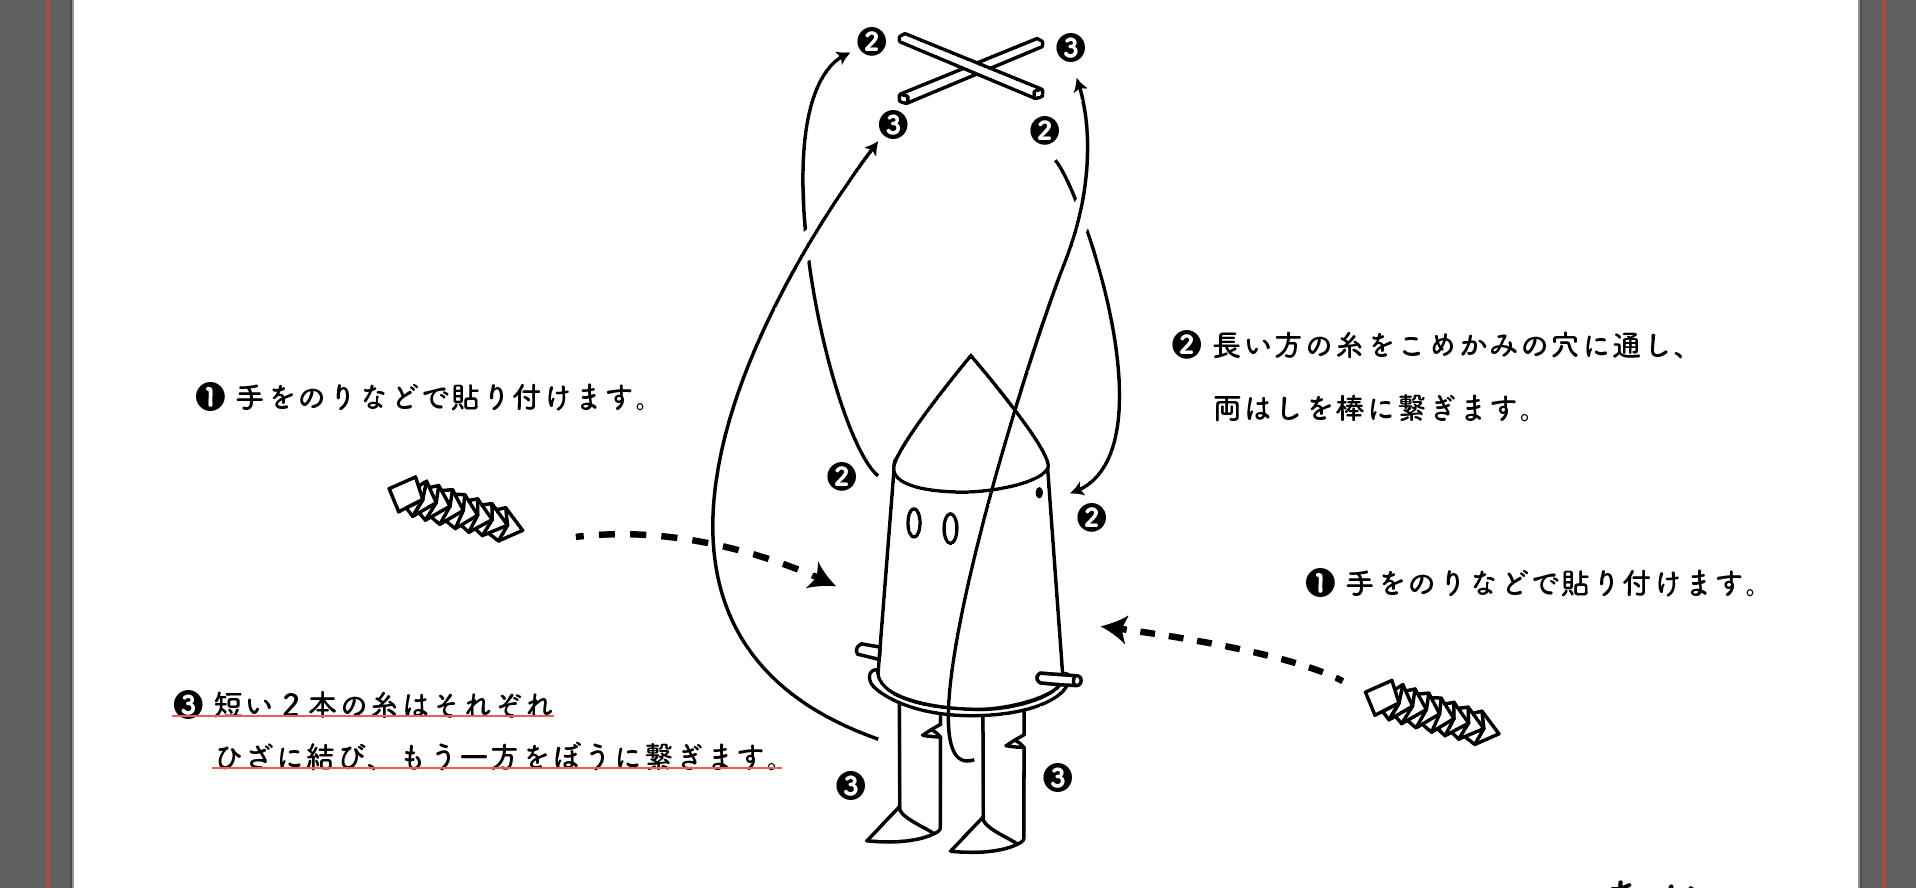 ❷
❸
❸
❷
❷ 長い方の糸をこめかみの穴に通し、
両はしを棒に繋ぎます。
❶ 手をのりなどで貼り付けます。
❷
❷
❶ 手をのりなどで貼り付けます。
❸ 短い2本の糸はそれぞれ
ひざに結び、もう一方をぼうに繋ぎます。
❸
❸